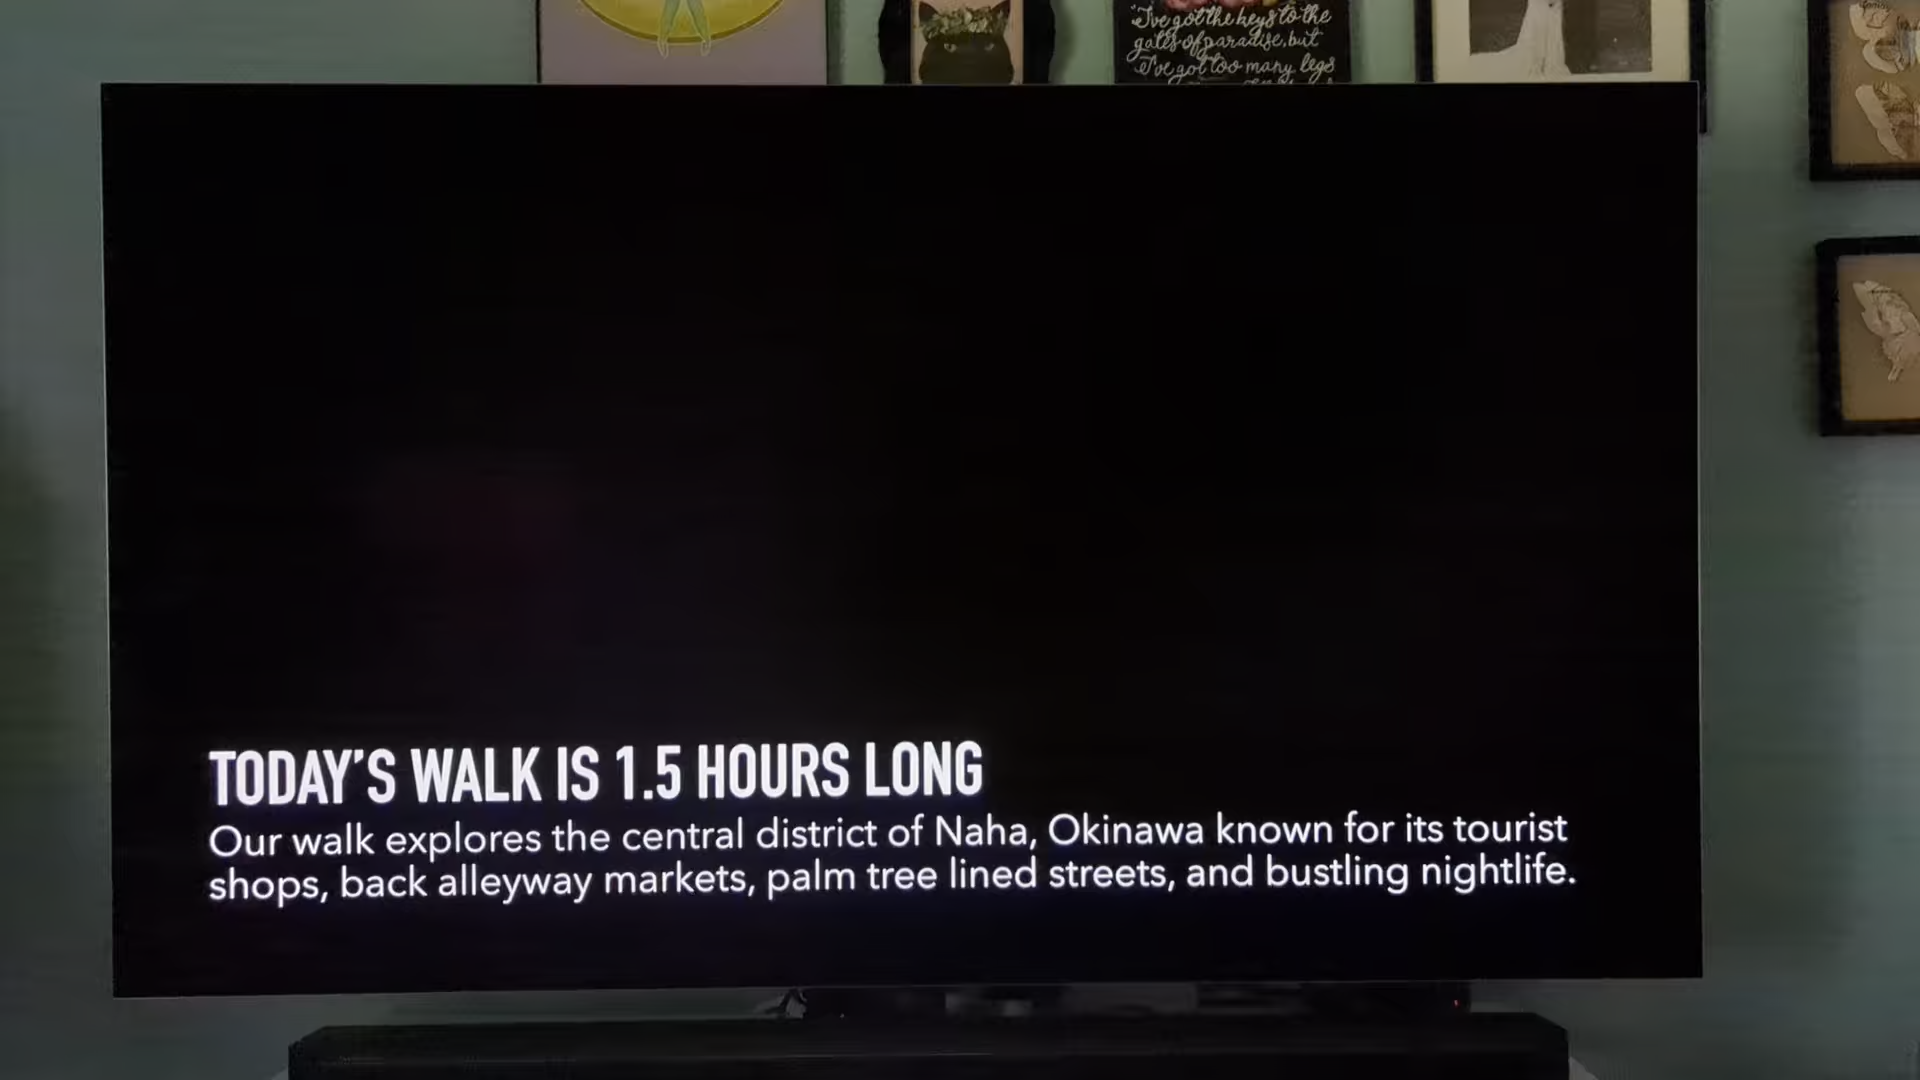 "I've got the keys to the
gates of paradise, but
I've got too many legs
TODAY'S WALK IS 1.5 HOURS LONG
Our walk explores the central district of Naha, Okinawa known for its tourist
shops, back alleyway markets, palm tree lined streets, and bustling nightlife.